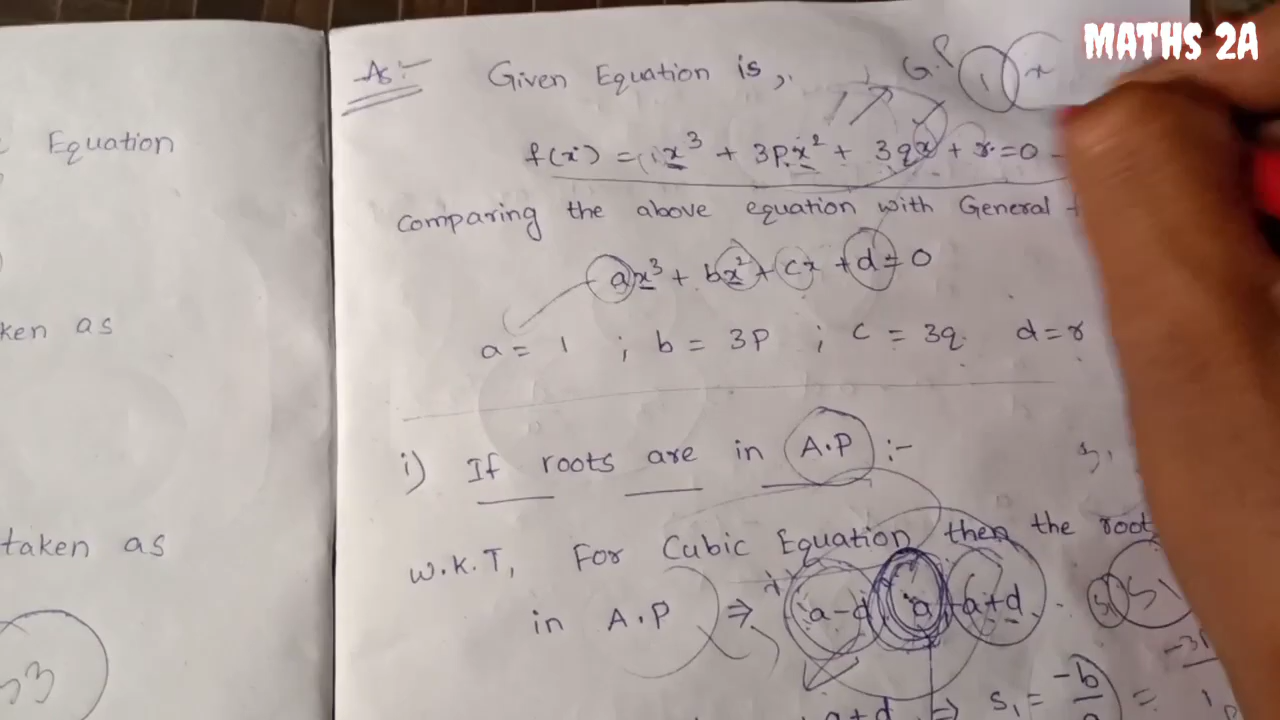 MATHS 2A
Equation
ken as
taken as
As:-
Given Equation is,
G.P
f(x) = 1x³ + 3px² + 3qx + r = 0
Comparing the above equation with General
ax³ + bx² + cx + d = 0
a = 1 ; b = 3p ; c = 3q d = r
i) If roots are in A.P :-
W.K.T, For Cubic Equation then the root
in A.P ⇒ a-d, a, a+d
a+d ⇒ S₁ = -b/a =